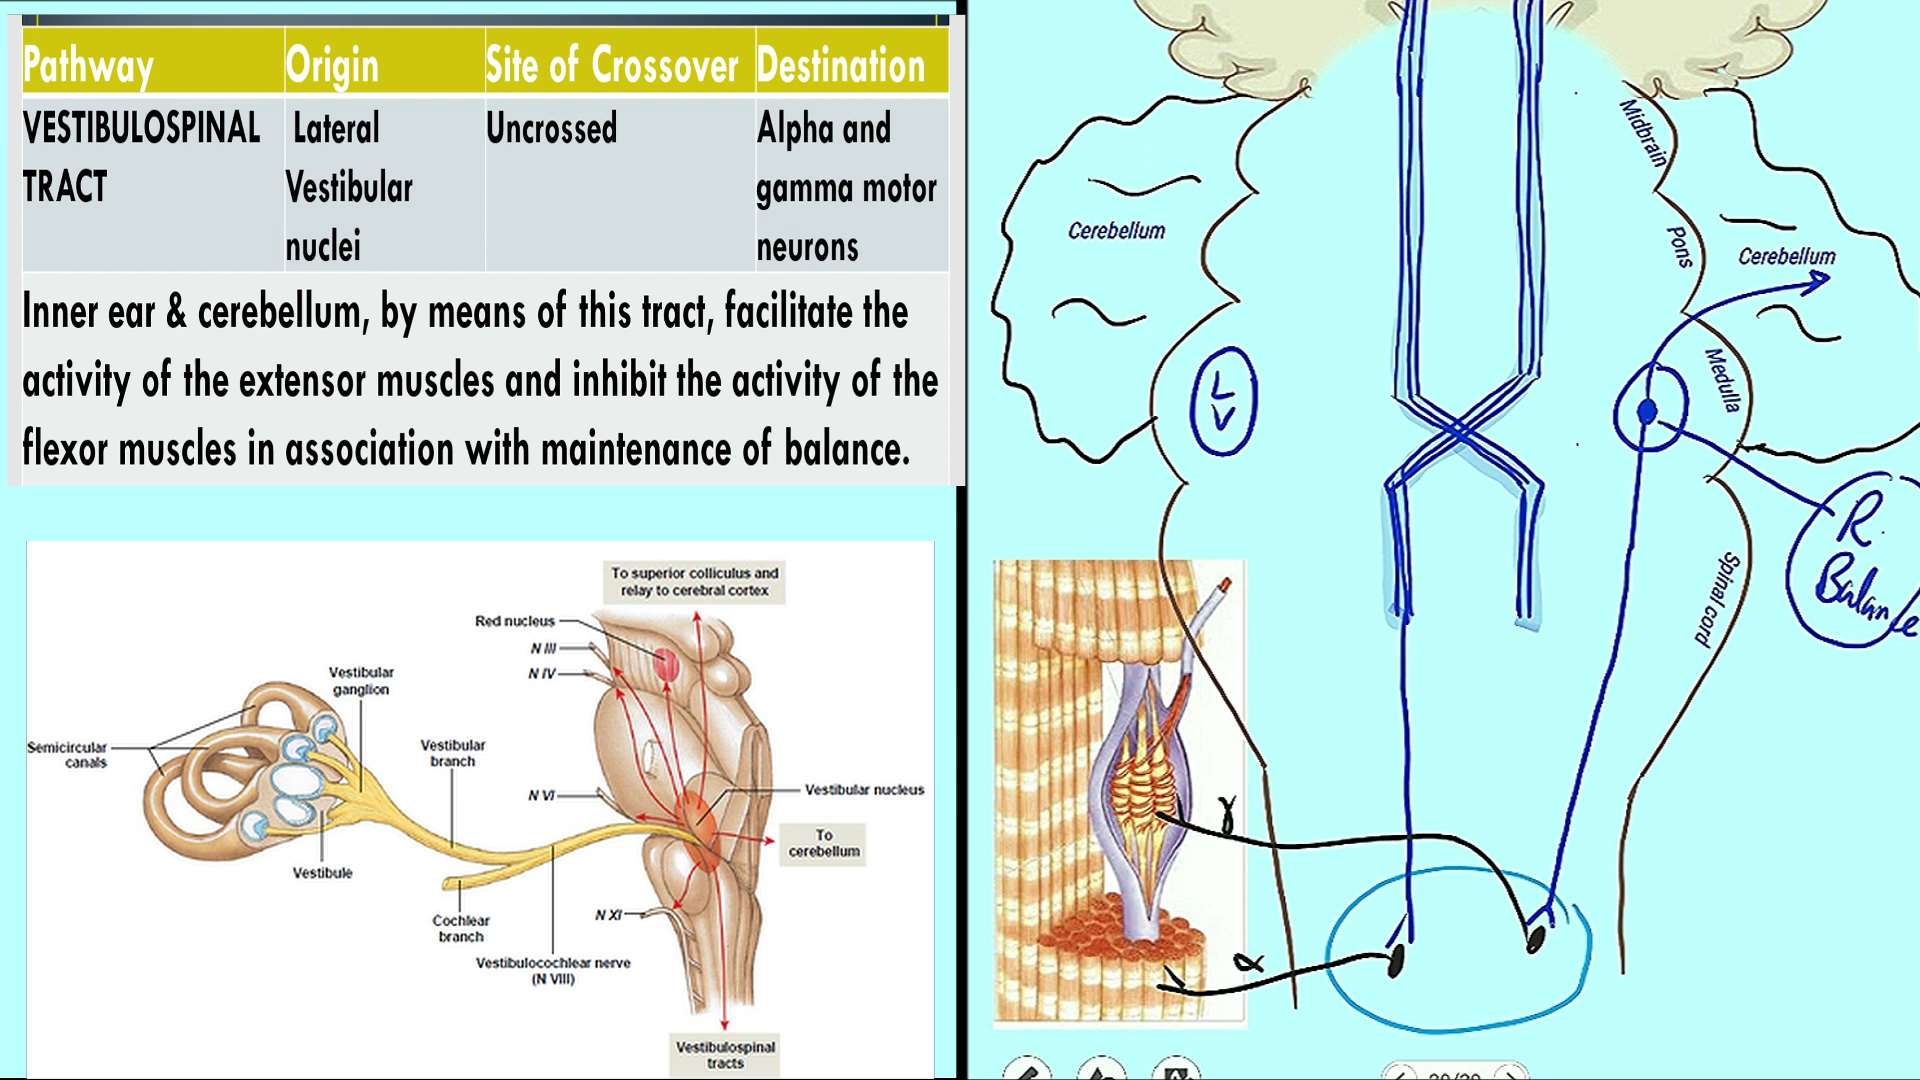 Pathway
Origin
Site of Crossover
Destination
VESTIBULOSPINAL
TRACT
Lateral
Vestibular
nuclei
Uncrossed
Alpha and
gamma motor
neurons
Inner ear & cerebellum, by means of this tract, facilitate the
activity of the extensor muscles and inhibit the activity of the
flexor muscles in association with maintenance of balance.
To superior colliculus and
relay to cerebral cortex
Red nucleus
N III
N IV
Vestibular
ganglion
Semicircular
canals
Vestibular
branch
N VI
Vestibular nucleus
To
cerebellum
Vestibule
Cochlear
branch
N XI
Vestibulocochlear nerve
(N VIII)
Vestibulospinal
tracts
Midbrain
Cerebellum
Pons
Cerebellum
Medulla
L
V
R.
Balance
Spinal cord
γ
α